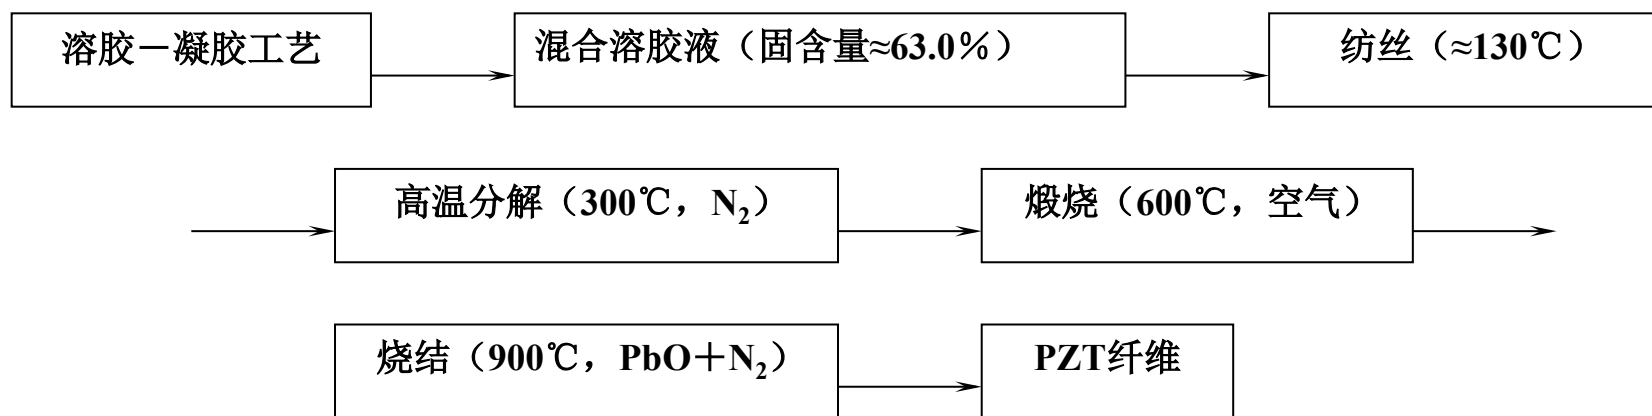 溶胶－凝胶工艺
混合溶胶液（固含量≈63.0％）
纺丝（≈130℃）
高温分解（300℃，N₂）
煅烧（600℃，空气）
烧结（900℃，PbO＋N₂）
PZT纤维